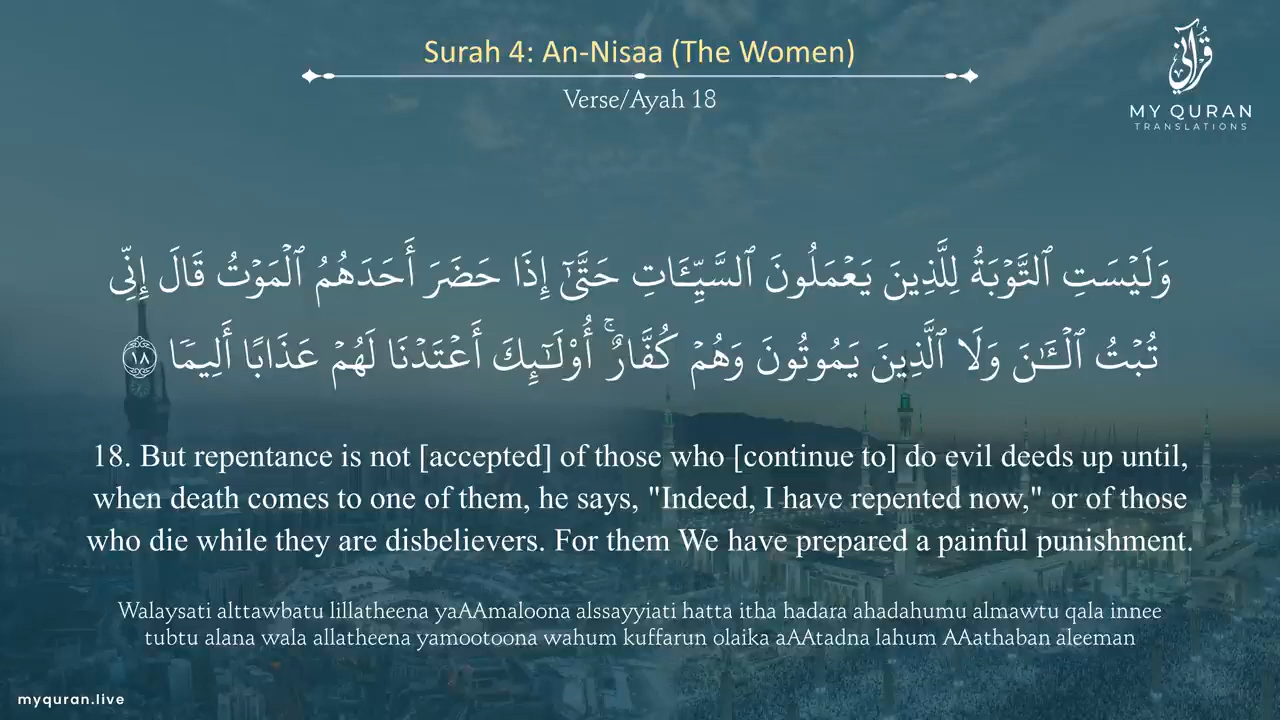 Surah 4: An-Nisaa (The Women)
Verse/Ayah 18
قرآني
MY QURAN
TRANSLATIONS
وَلَيْسَتِ ٱلتَّوْبَةُ لِلَّذِينَ يَعْمَلُونَ ٱلسَّيِّـَٔاتِ حَتَّىٰٓ إِذَا حَضَرَ أَحَدَهُمُ ٱلْمَوْتُ قَالَ إِنِّى
تُبْتُ ٱلْـَٰٔنَ وَلَا ٱلَّذِينَ يَمُوتُونَ وَهُمْ كُفَّارٌ ۚ أُو۟لَـٰٓئِكَ أَعْتَدْنَا لَهُمْ عَذَابًا أَلِيمًا ١٨
18. But repentance is not [accepted] of those who [continue to] do evil deeds up until,
when death comes to one of them, he says, "Indeed, I have repented now," or of those
who die while they are disbelievers. For them We have prepared a painful punishment.
Walaysati alttawbatu lillatheena yaAAmaloona alssayyiati hatta itha hadara ahadahumu almawtu qala innee
tubtu alana wala allatheena yamootoona wahum kuffarun olaika aAAtadna lahum AAathaban aleeman
myquran.live